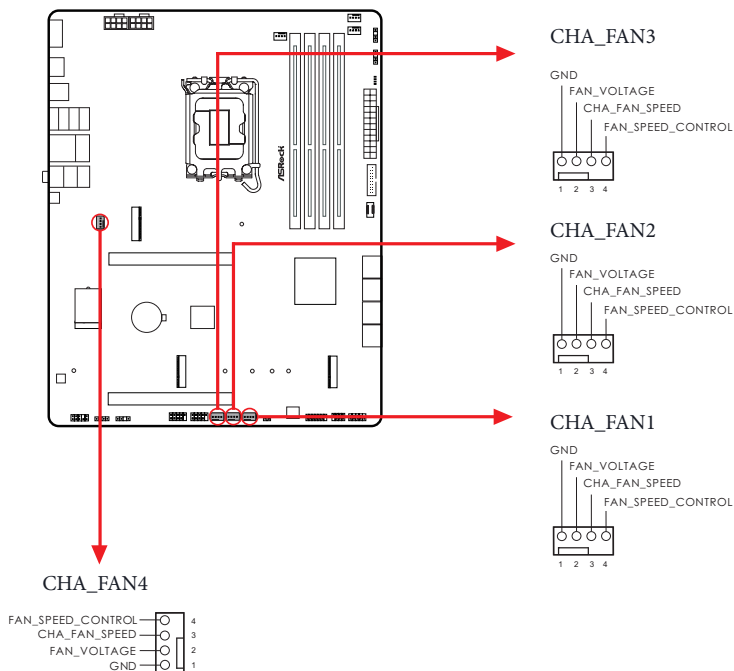 CHA_FAN3
GND
FAN_VOLTAGE
CHA_FAN_SPEED
FAN_SPEED_CONTROL
1 2 3 4
ASRock
CHA_FAN2
GND
FAN_VOLTAGE
CHA_FAN_SPEED
FAN_SPEED_CONTROL
1 2 3 4
CHA_FAN1
GND
FAN_VOLTAGE
CHA_FAN_SPEED
FAN_SPEED_CONTROL
1 2 3 4
CHA_FAN4
FAN_SPEED_CONTROL 4
CHA_FAN_SPEED 3
FAN_VOLTAGE 2
GND 1